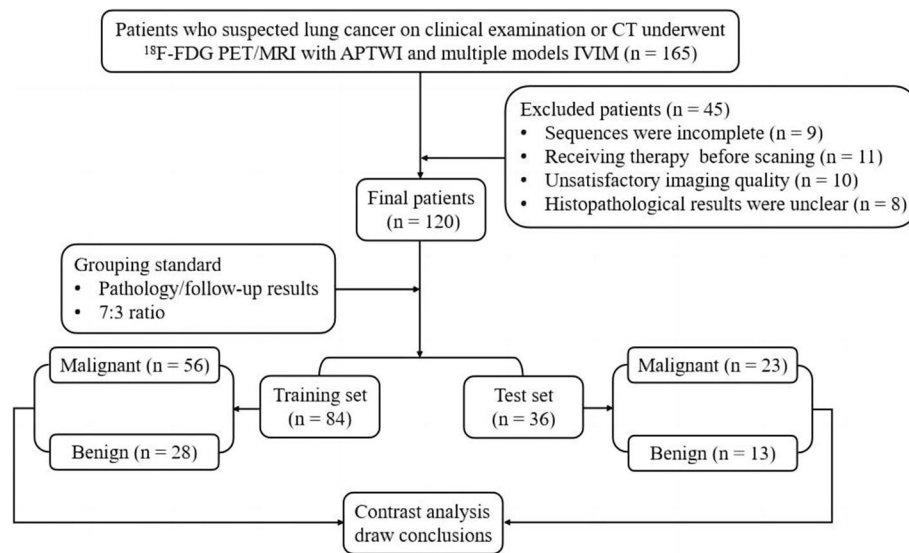 Patients who suspected lung cancer on clinical examination or CT underwent
¹⁸F-FDG PET/MRI with APTWI and multiple models IVIM (n = 165)
Excluded patients (n = 45)
• Sequences were incomplete (n = 9)
• Receiving therapy before scaning (n = 11)
• Unsatisfactory imaging quality (n = 10)
• Histopathological results were unclear (n = 8)
Final patients
(n = 120)
Grouping standard
• Pathology/follow-up results
• 7:3 ratio
Malignant (n = 56)
Benign (n = 28)
Training set
(n = 84)
Test set
(n = 36)
Malignant (n = 23)
Benign (n = 13)
Contrast analysis
draw conclusions